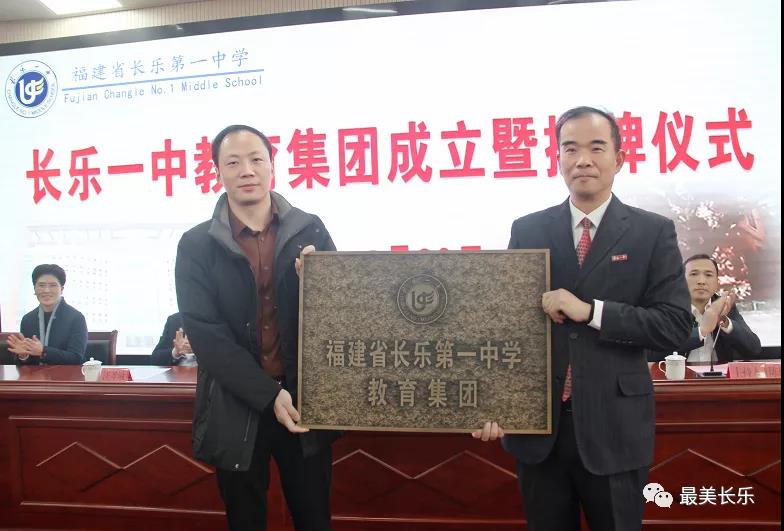 福建省长乐第一中学
Fujian Changle No.1 Middle School
长乐一中教育集团成立暨揭牌仪式
福建省长乐第一中学
教育集团
最美长乐